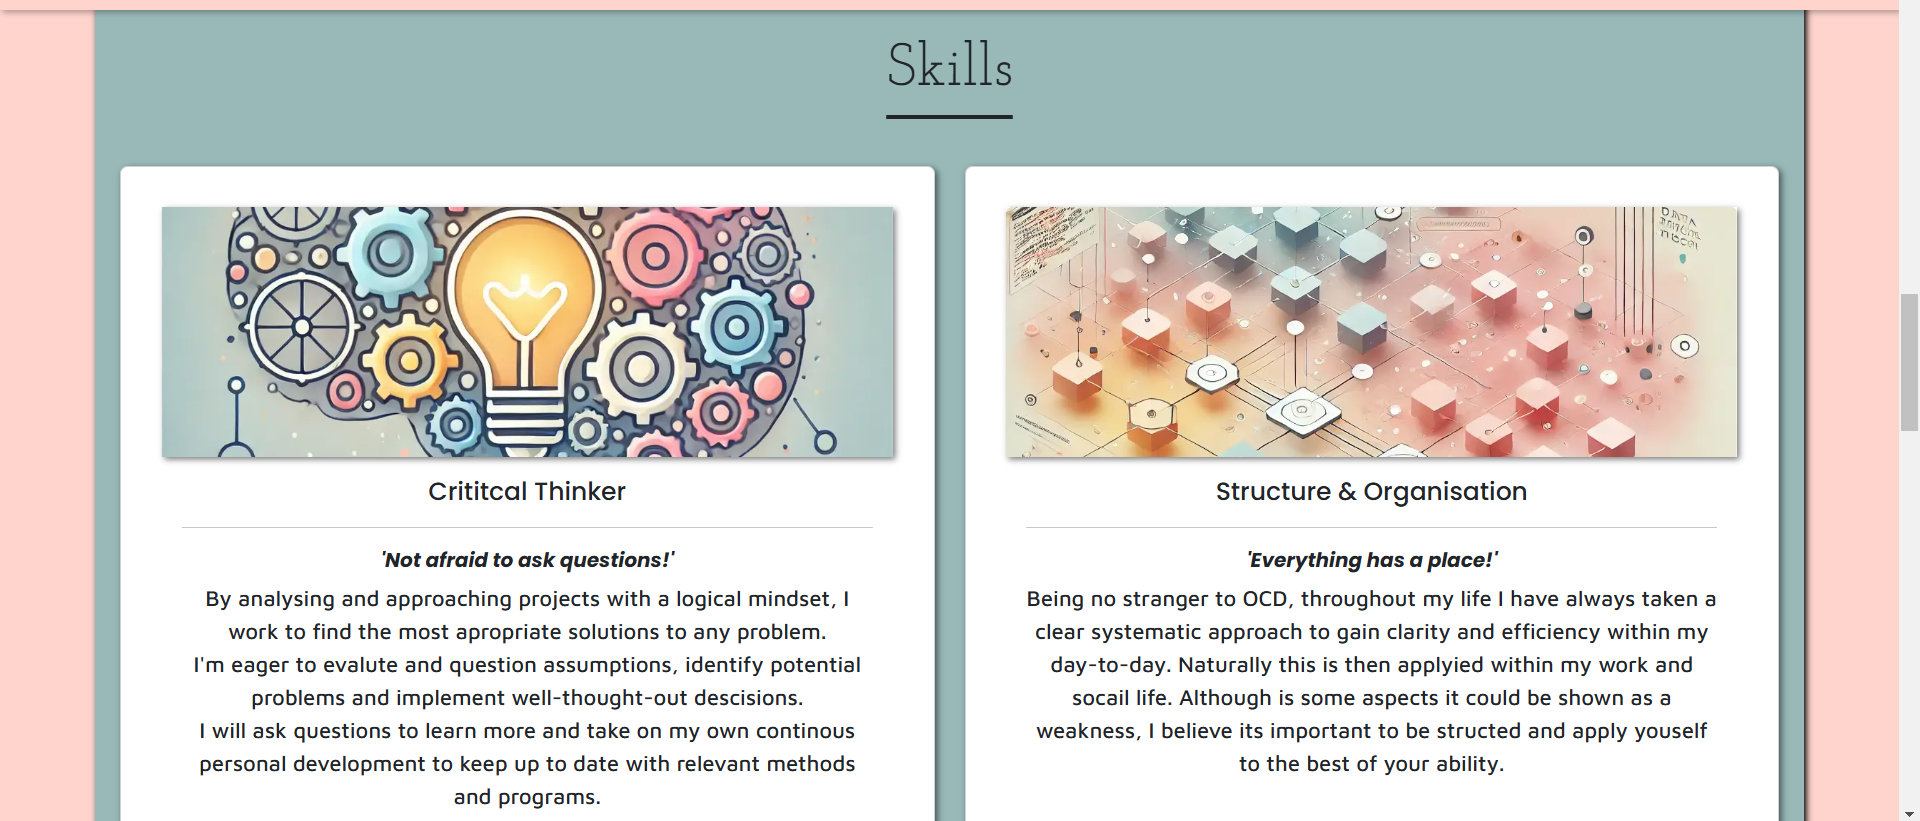 Skills
Crititcal Thinker
'Not afraid to ask questions!'
By analysing and approaching projects with a logical mindset, I
work to find the most apropriate solutions to any problem.
I'm eager to evalute and question assumptions, identify potential
problems and implement well-thought-out descisions.
I will ask questions to learn more and take on my own continous
personal development to keep up to date with relevant methods
and programs.
Structure & Organisation
'Everything has a place!'
Being no stranger to OCD, throughout my life I have always taken a
clear systematic approach to gain clarity and efficiency within my
day-to-day. Naturally this is then applyied within my work and
socail life. Although is some aspects it could be shown as a
weakness, I believe its important to be structed and apply youself
to the best of your ability.